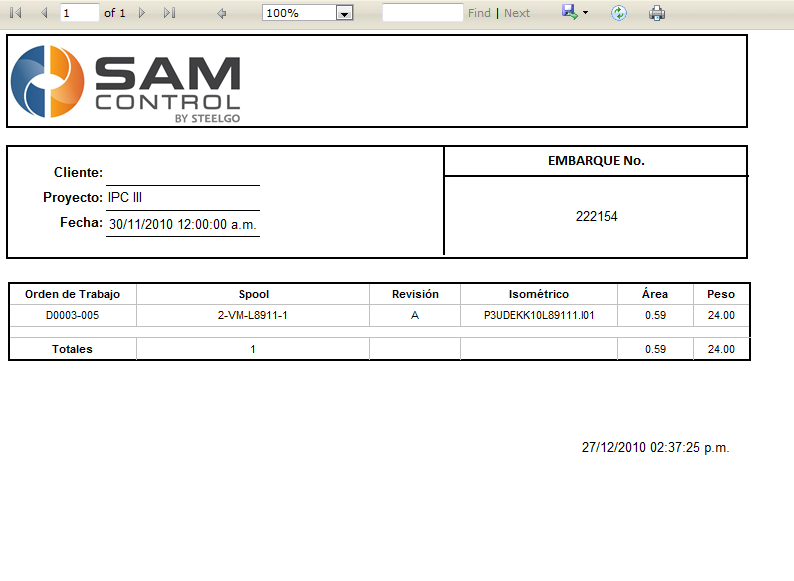 1 of 1 100% Find | Next
SAM
CONTROL
BY STEELGO
Cliente:
Proyecto: IPC III
Fecha: 30/11/2010 12:00:00 a.m.
EMBARQUE No.
222154
Orden de Trabajo Spool Revisión Isométrico Área Peso
D0003-005 2-VM-L8911-1 A P3UDEKK10L89111.I01 0.59 24.00
Totales 1 0.59 24.00
27/12/2010 02:37:25 p.m.